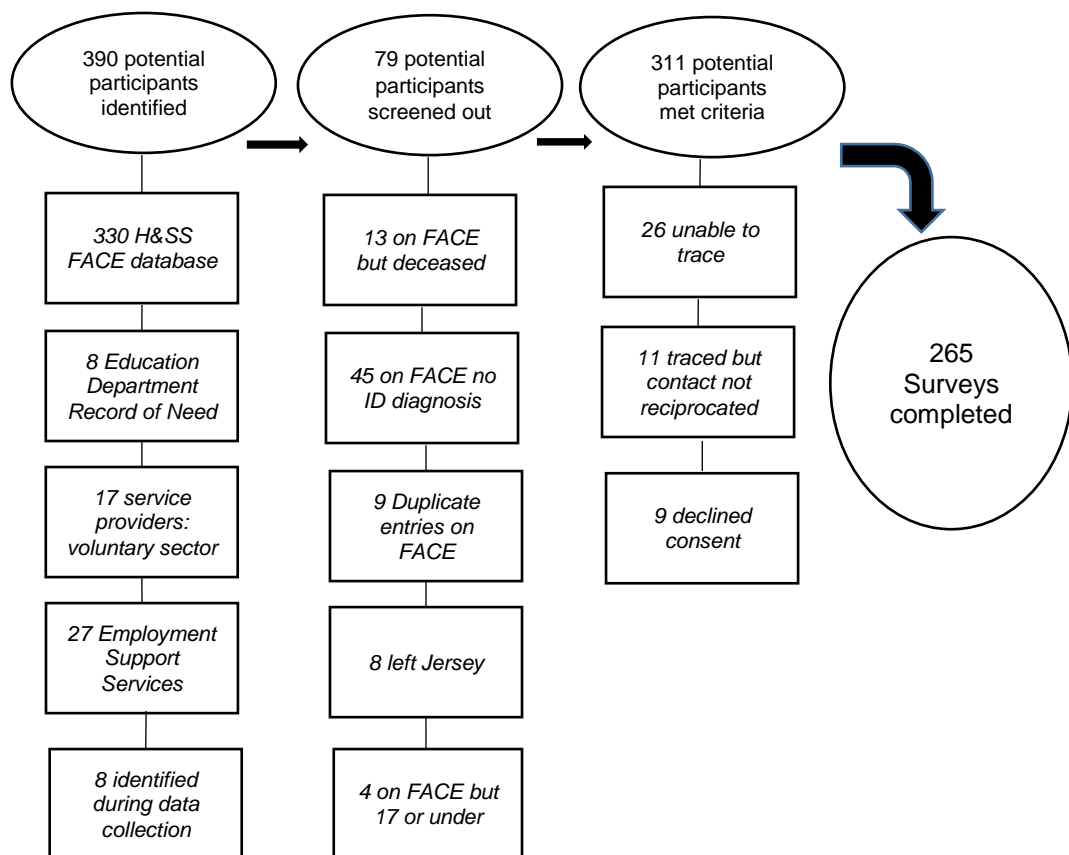 390 potential
participants
identified
330 H&SS
FACE database
8 Education
Department
Record of Need
17 service
providers:
voluntary sector
27 Employment
Support
Services
8 identified
during data
collection
79 potential
participants
screened out
13 on FACE
but deceased
45 on FACE no
ID diagnosis
9 Duplicate
entries on
FACE
8 left Jersey
4 on FACE but
17 or under
311 potential
participants
met criteria
26 unable to
trace
11 traced but
contact not
reciprocated
9 declined
consent
265
Surveys
completed